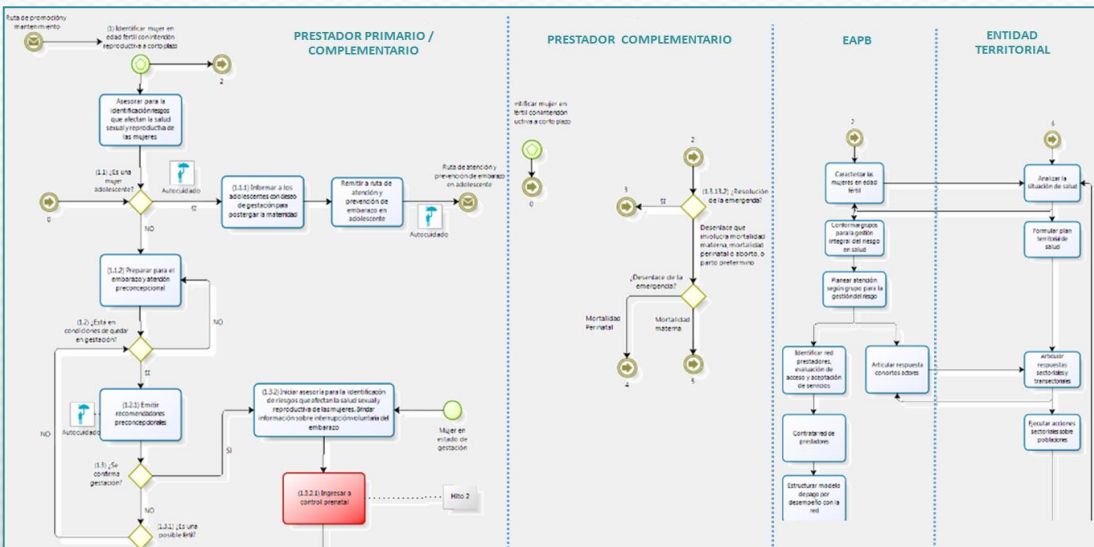 Ruta de promoción y
mantenimiento
(1) Identificar mujer en
edad fértil con intención
reproductiva a corto plazo
2
Asesorar para la
identificación riesgos
que afectan la salud
sexual y reproductiva de
las mujeres
(1.1) ¿Es una
mujer
adolescente?
0
Autocuidado
SI
NO
(1.1.1) Informar a los
adolescentes con deseo
de gestación para
postergar la maternidad
Remitir a ruta de
atención y
prevención de
embarazo en
adolescente
Autocuidado
Ruta de atención y
prevención de embarazo
en adolescente
(1.1.2) Preparar para el
embarazo y atención
preconcepcional
(1.2) ¿Está en
condiciones de quedar
en gestación?
NO
SI
(1.2.1) Emitir
recomendaciones
preconcepcionales
Autocuidado
NO
(1.3) ¿Se
confirma
gestación?
SI
NO
(1.3.1) ¿Es una
posible fértil?
(1.3.2) Iniciar asesoría para la identificación
de riesgos que afectan la salud sexual y
reproductiva de las mujeres. Brindar
información sobre interrupción voluntaria del
embarazo
Mujer en
estado de
gestación
(1.3.2.1) Ingresar a
control prenatal
Hito 2
PRESTADOR PRIMARIO /
COMPLEMENTARIO
PRESTADOR COMPLEMENTARIO
ntificar mujer en
fértil con intención
uctiva a corto plazo
0
2
(1.3.13.2) ¿Resolución
de la emergencia?
3
SI
Desenlace que
involucra mortalidad
materna, mortalidad
perinatal o aborto, o
parto pretermino
¿Desenlace de la
emergencia?
Mortalidad
Perinatal
Mortalidad
materna
4
5
EAPB
Caracterizar las
mujeres en edad
fértil
Conformar grupos
para la gestión
integral del riesgo
en salud
Planear atención
según grupo para la
gestión del riesgo
Identificar red
prestadores,
evaluación de
acceso y aceptación
de servicios
Articular respuesta
con otros actores
Contratar red de
prestadores
Estructurar modelo
de pago por
desempeño con la
red
ENTIDAD
TERRITORIAL
6
Analizar la
situación de salud
Formular plan
territorial de
salud
Articular
respuestas
sectoriales y
transectoriales
Ejecutar acciones
sectoriales sobre
poblaciones